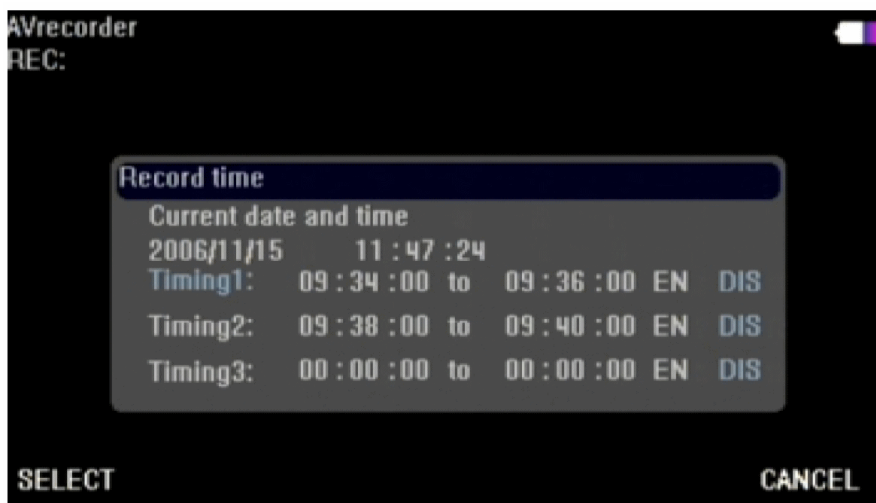 AVrecorder
REC:
Record time
Current date and time
2006/11/15 11:47:24
Timing1: 09:34:00 to 09:36:00 EN DIS
Timing2: 09:38:00 to 09:40:00 EN DIS
Timing3: 00:00:00 to 00:00:00 EN DIS
SELECT CANCEL